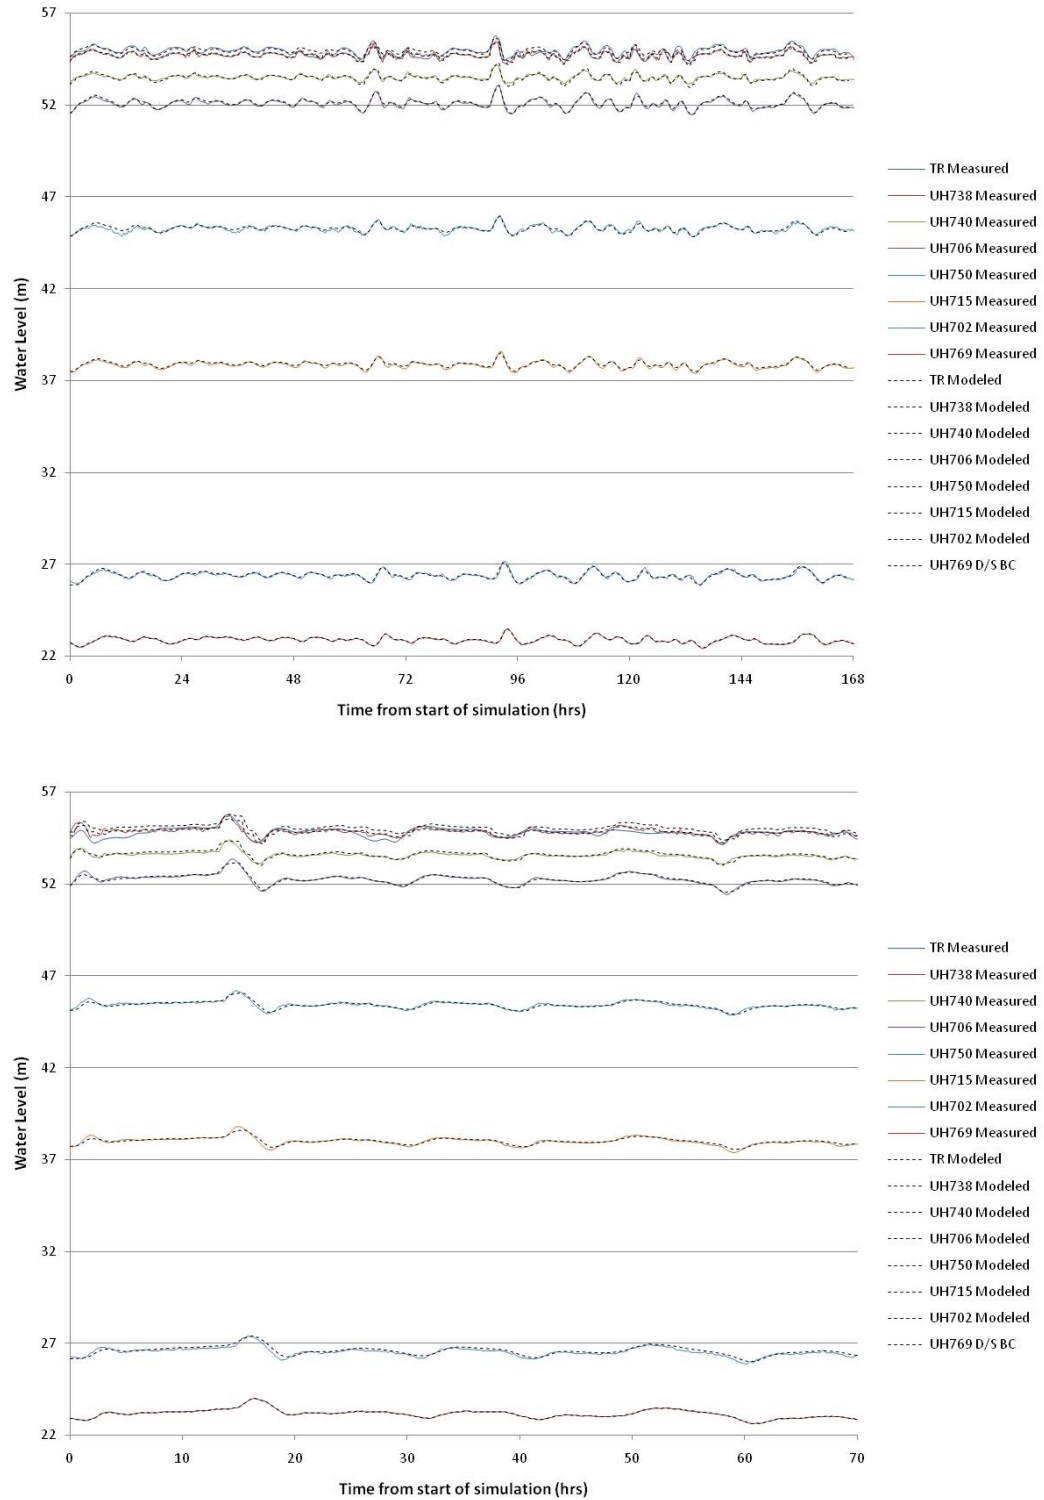 57
52
47
42
37
32
27
22
Water Level (m)
0 24 48 72 96 120 144 168
Time from start of simulation (hrs)
TR Measured
UH738 Measured
UH740 Measured
UH706 Measured
UH750 Measured
UH715 Measured
UH702 Measured
UH769 Measured
TR Modeled
UH738 Modeled
UH740 Modeled
UH706 Modeled
UH750 Modeled
UH715 Modeled
UH702 Modeled
UH769 D/S BC
57
52
47
42
37
32
27
22
Water Level (m)
0 10 20 30 40 50 60 70
Time from start of simulation (hrs)
TR Measured
UH738 Measured
UH740 Measured
UH706 Measured
UH750 Measured
UH715 Measured
UH702 Measured
UH769 Measured
TR Modeled
UH738 Modeled
UH740 Modeled
UH706 Modeled
UH750 Modeled
UH715 Modeled
UH702 Modeled
UH769 D/S BC